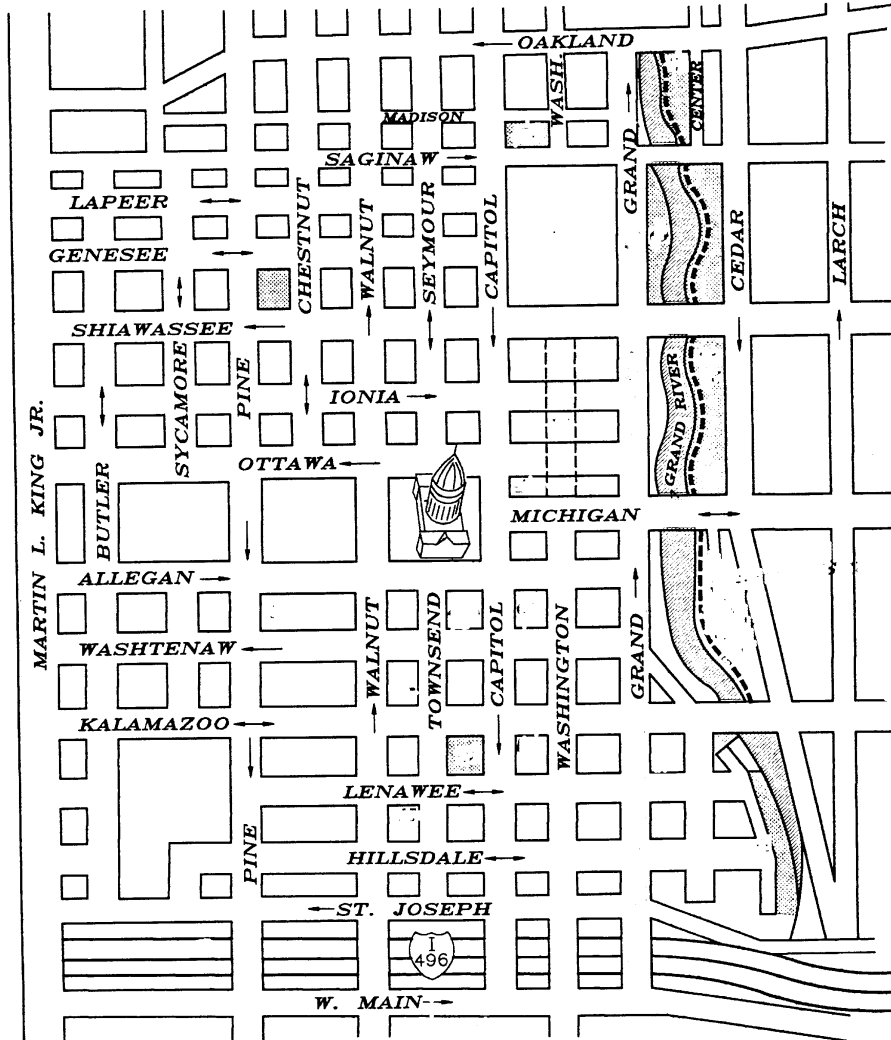 OAKLAND
WASH.
CENTER
MADISON
SAGINAW
GRAND
LAPEER
CHESTNUT
WALNUT
SEYMOUR
CAPITOL
CEDAR
LARCH
GENESEE
SHIAWASSEE
SYCAMORE
PINE
IONIA
GRAND RIVER
MARTIN L. KING JR.
BUTLER
OTTAWA
MICHIGAN
ALLEGAN
WALNUT
TOWNSEND
CAPITOL
WASHINGTON
GRAND
WASHTENAW
KALAMAZOO
LENAWEE
PINE
HILLSDALE
ST. JOSEPH
I
496
W. MAIN